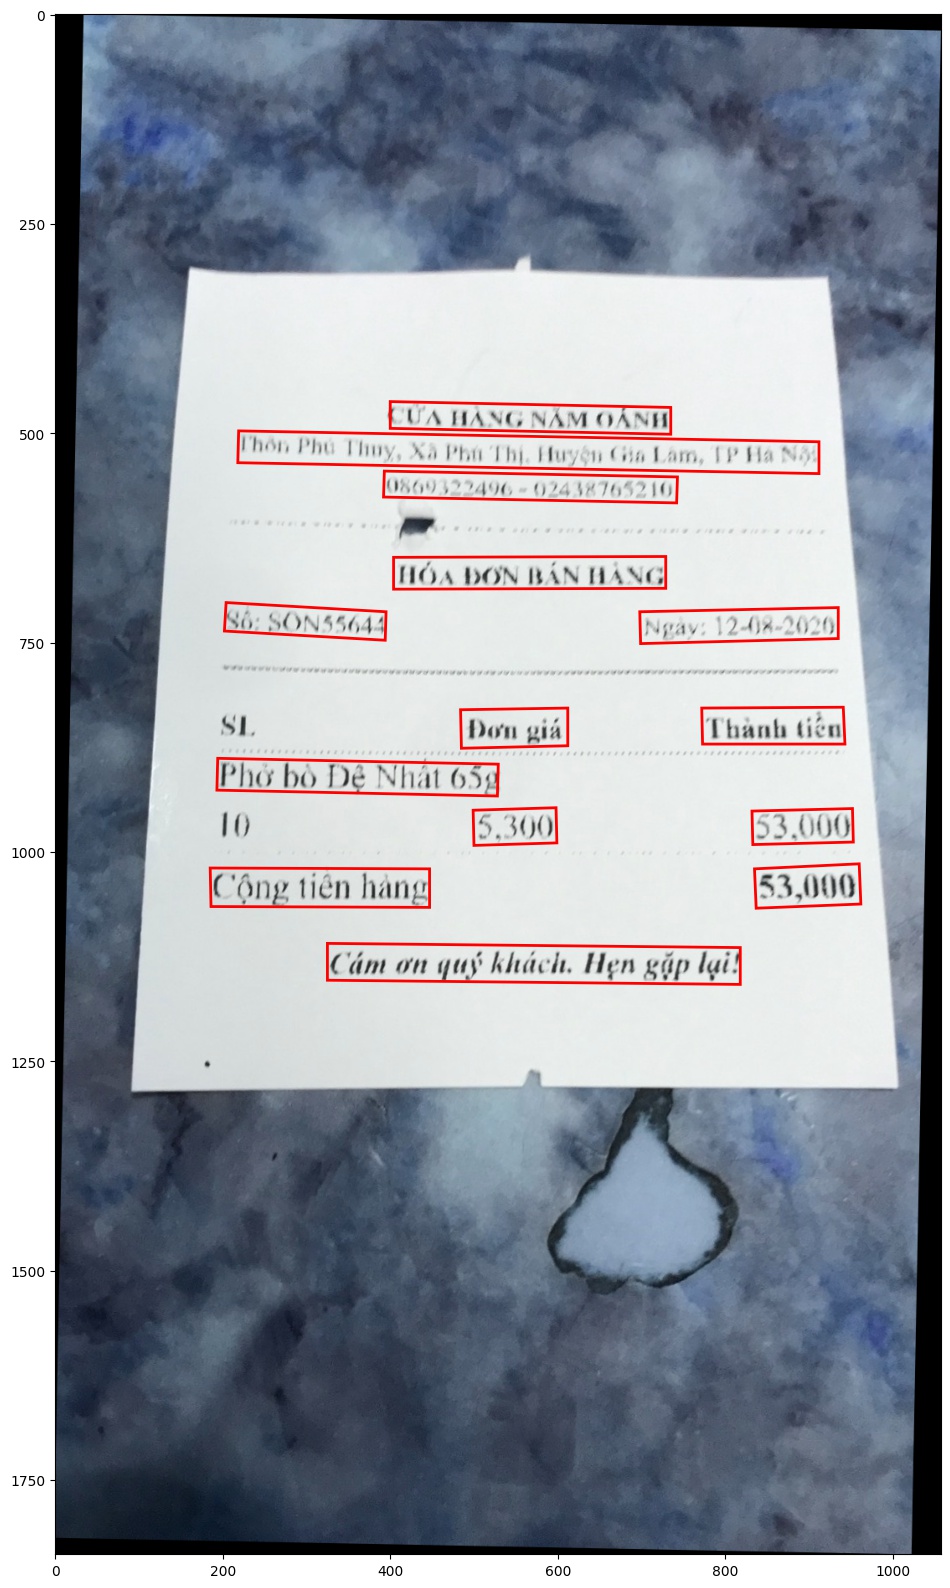 CỬA HÀNG NĂM OÁNH
Thôn Phú Thụy, Xã Phú Thị, Huyện Gia Lâm, TP Hà Nội
0869322496 - 02438765210
HÓA ĐƠN BÁN HÀNG
Số: SON55644 Ngày: 12-08-2020
SL Đơn giá Thành tiền
Phở bò Đệ Nhất 65g
10 5,300 53,000
Cộng tiền hàng 53,000
Cám ơn quý khách. Hẹn gặp lại!
0
250
500
750
1000
1250
1500
1750
0 200 400 600 800 1000